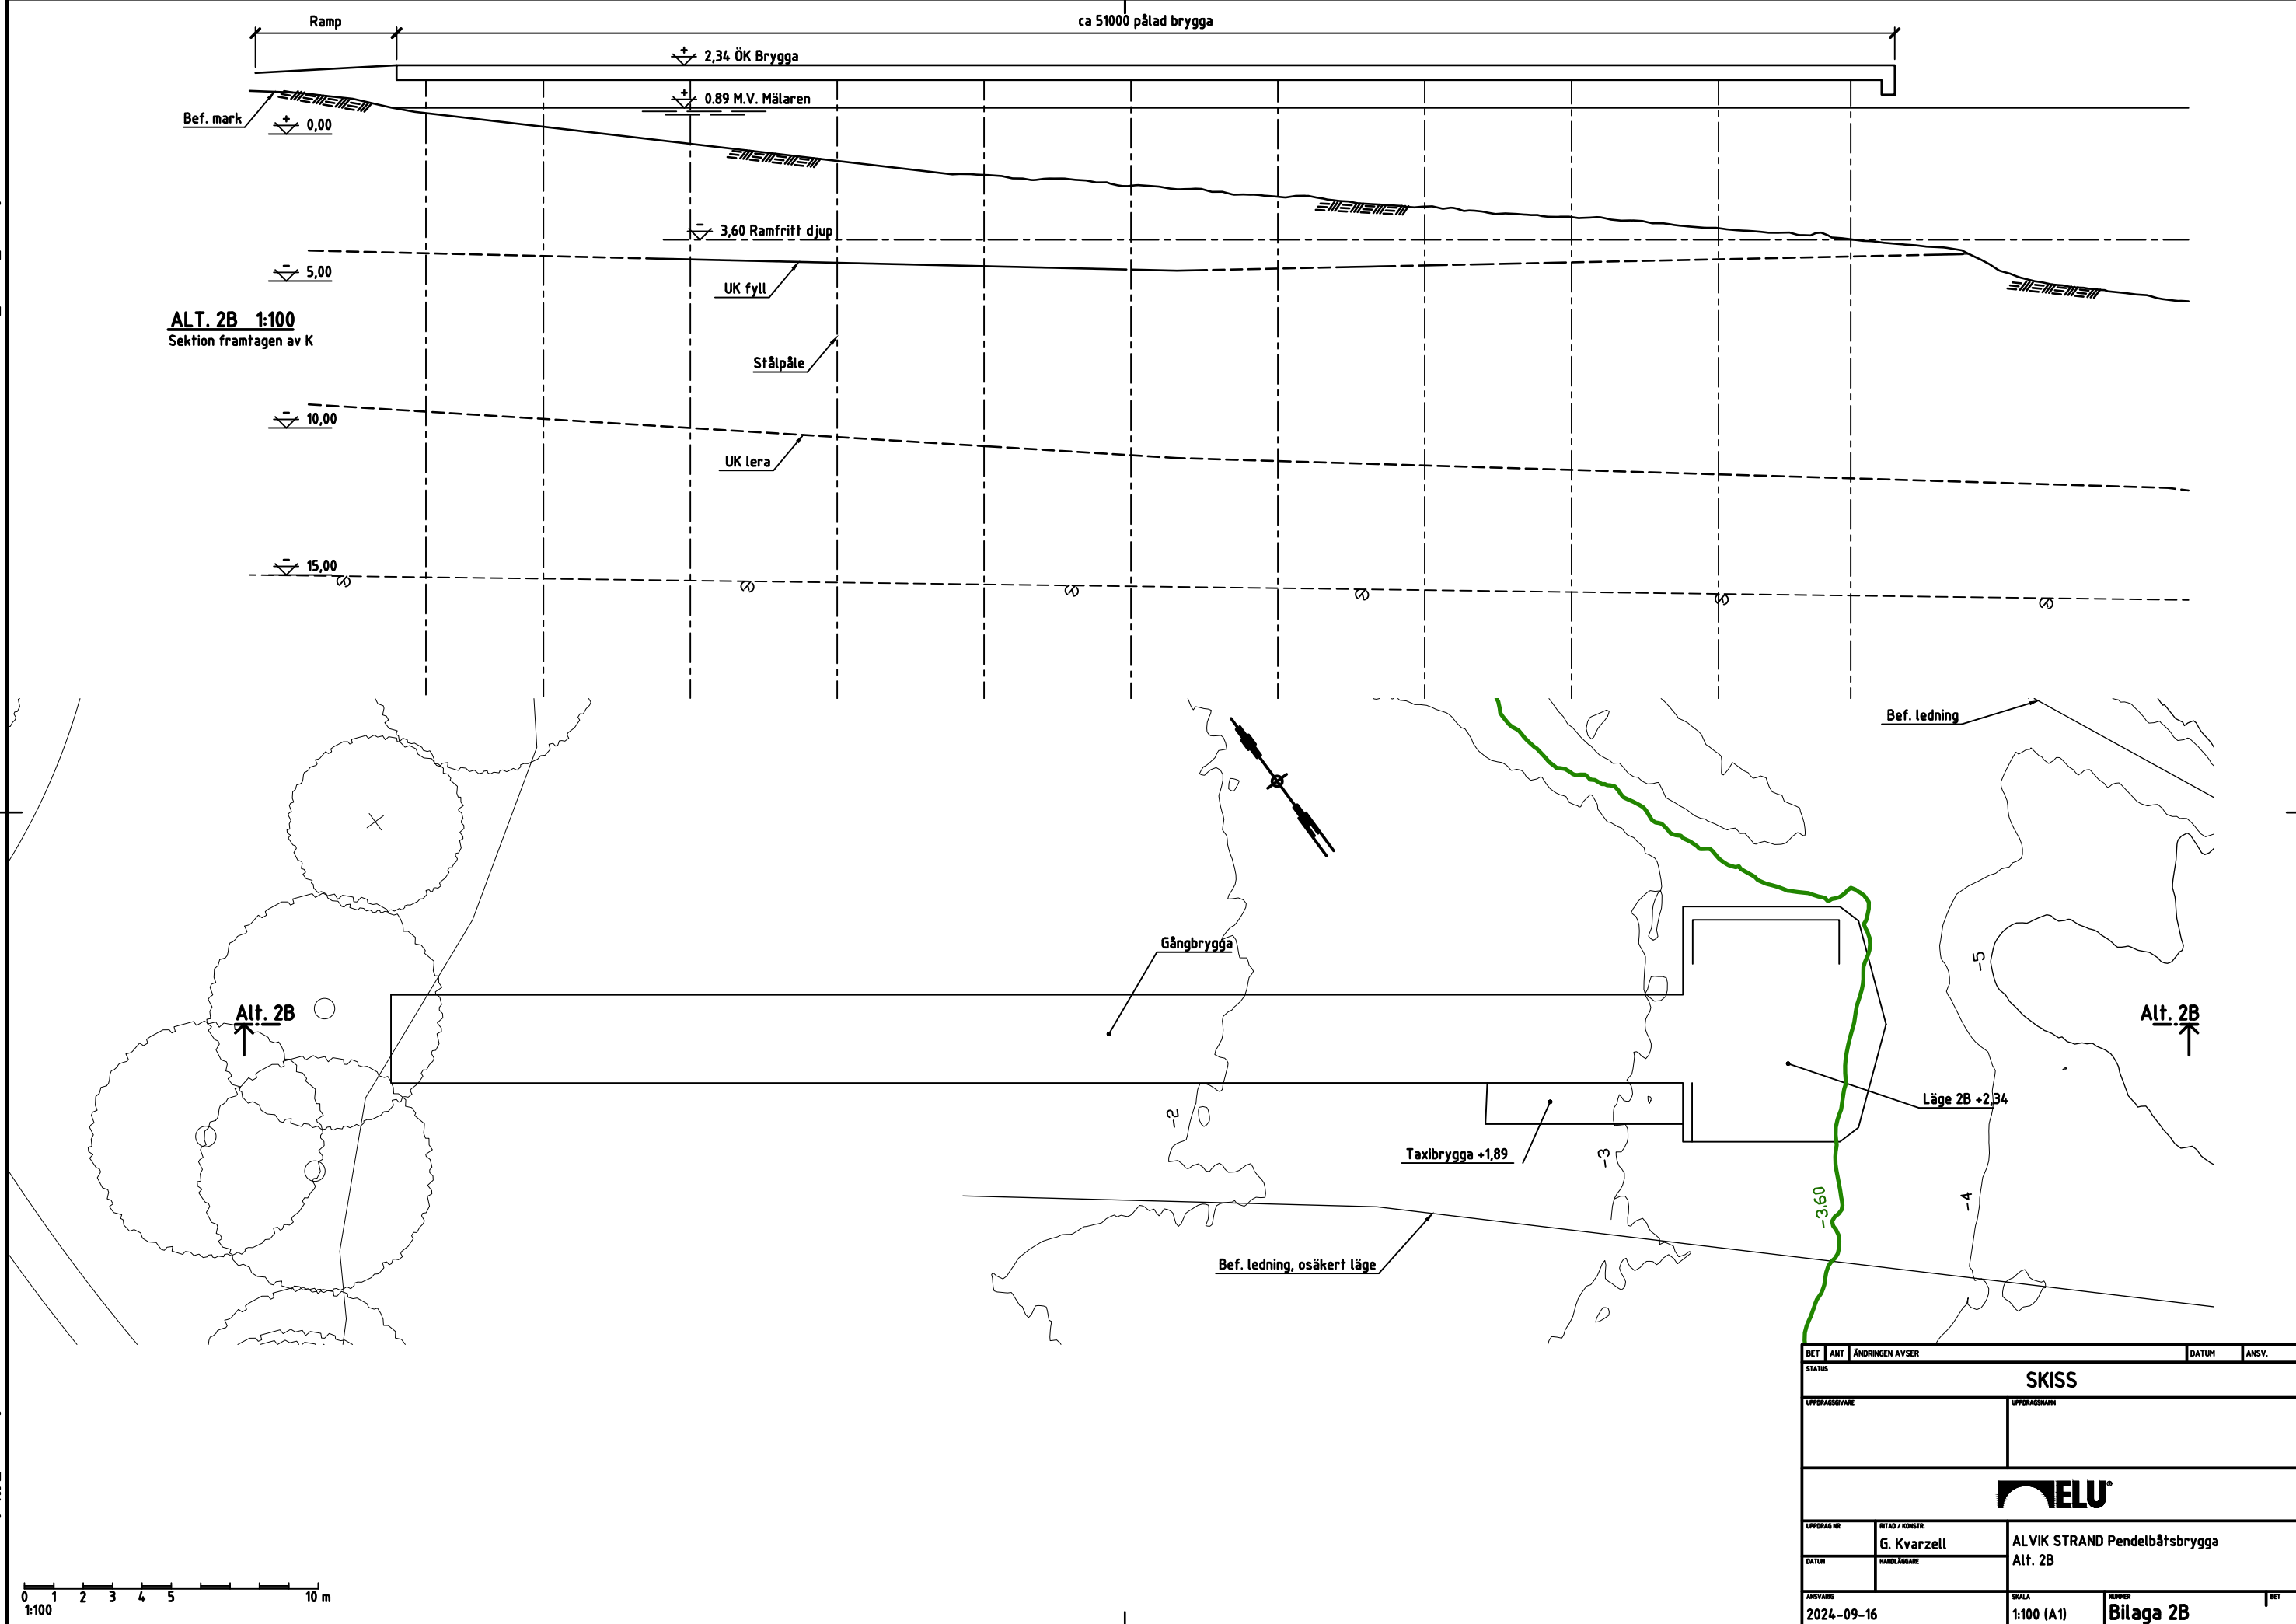 Ramp
ca 51000 pålad brygga
+ 2,34 ÖK Brygga
+ 0.89 M.V. Mälaren
Bef. mark
+ 0,00
- 3,60 Ramfritt djup
- 5,00
UK fyll
ALT. 2B 1:100
Sektion framtagen av K
Stålpåle
- 10,00
UK lera
- 15,00
Bef. ledning
Gångbrygga
-5
Alt. 2B
Alt. 2B
Läge 2B +2,34
-2
Taxibrygga +1,89
-3
-3.60
-4
Bef. ledning, osäkert läge
BET ANT ÄNDRINGEN AVSER DATUM ANSV.
STATUS
SKISS
UPPDRAGSGIVARE UPPDRAGSNAMN
ELU®
UPPDRAG NR RITAD / KONSTR.
G. Kvarzell
ALVIK STRAND Pendelbåtsbrygga
Alt. 2B
DATUM HANDLÄGGARE
ANSVARIG SKALA NUMMER BET
2024-09-16 1:100 (A1) Bilaga 2B
0 1 2 3 4 5 10 m
1:100